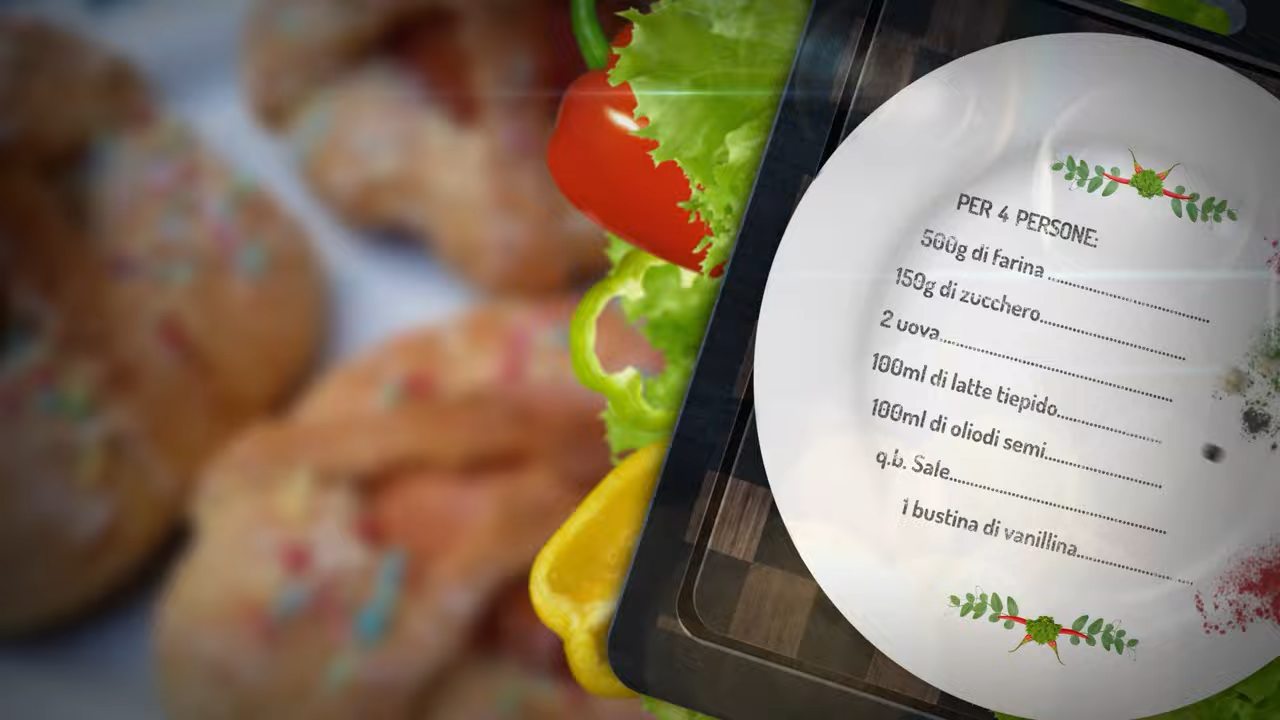 PER 4 PERSONE:
500g di farina
150g di zucchero
2 uova
100ml di latte tiepido
100ml di oliodi semi
q.b. Sale
1 bustina di vanillina